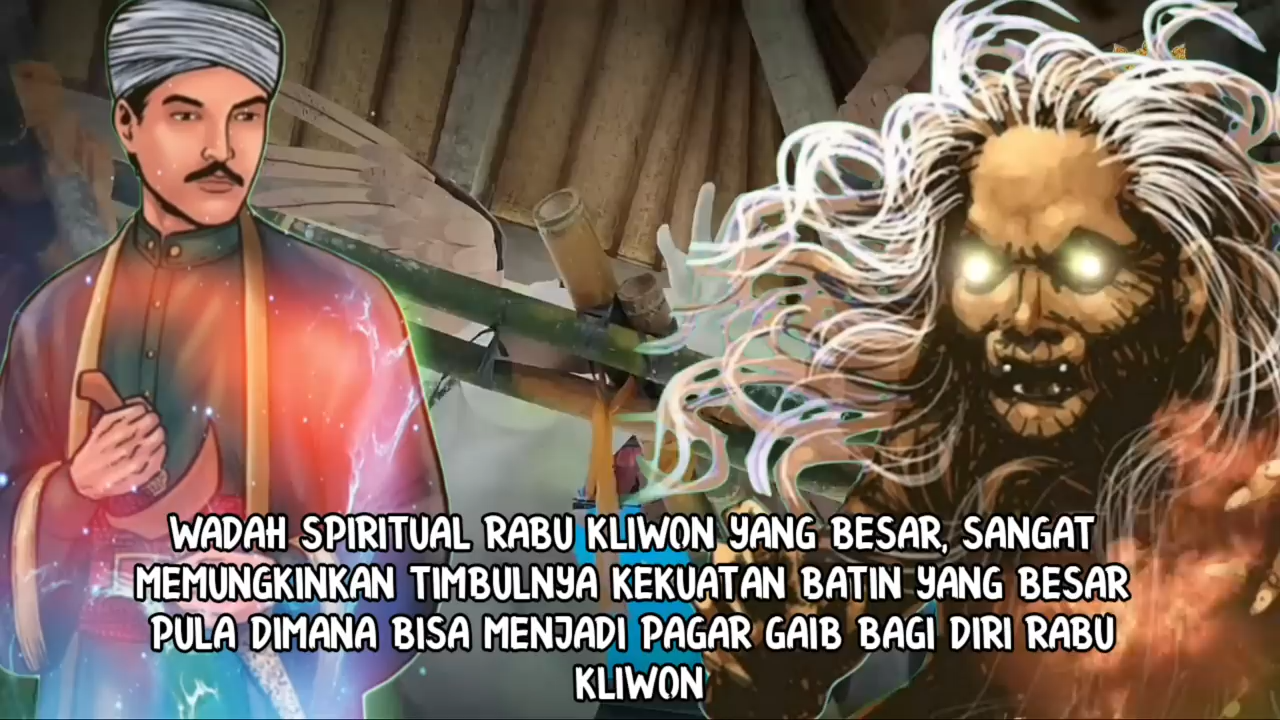 WADAH SPIRITUAL RABU KLIWON YANG BESAR, SANGAT
MEMUNGKINKAN TIMBULNYA KEKUATAN BATIN YANG BESAR
PULA DIMANA BISA MENJADI PAGAR GAIB BAGI DIRI RABU
KLIWON